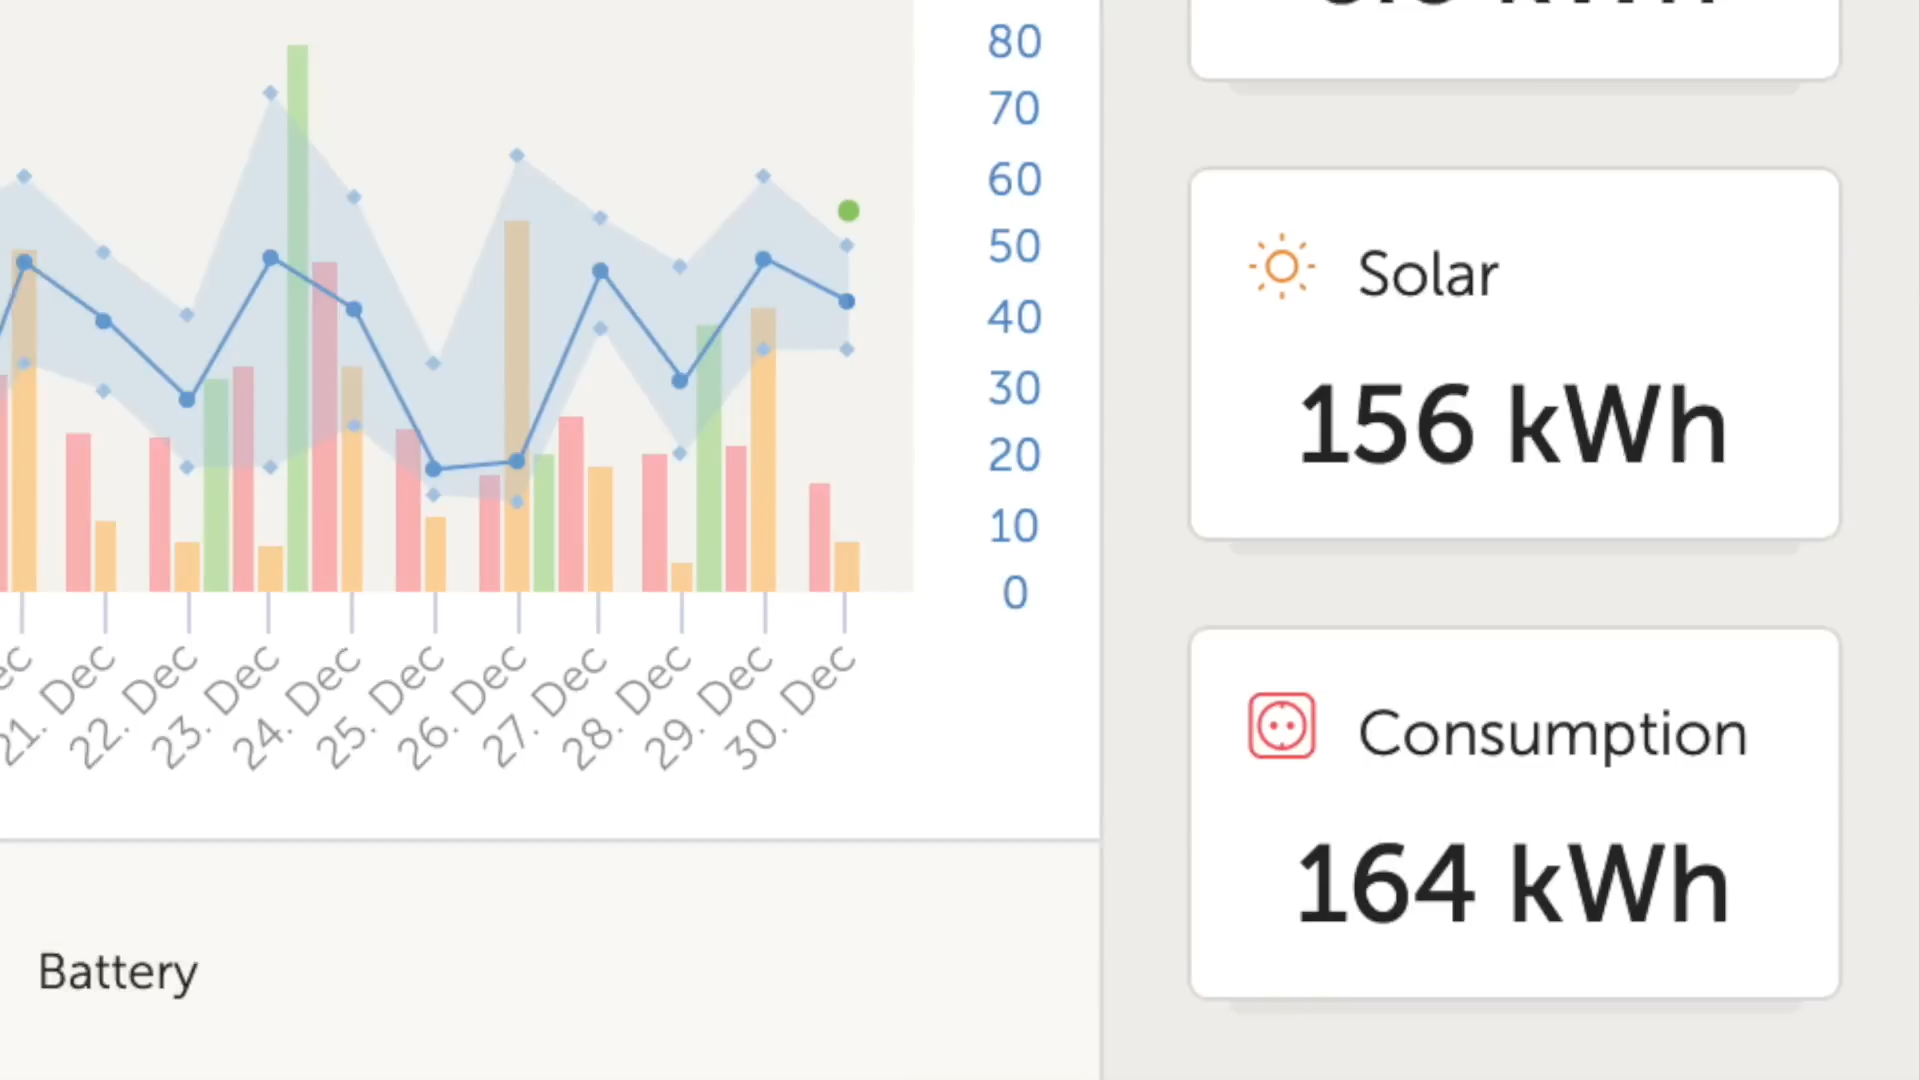 80
70
60
50
40
30
20
10
0
21. Dec
22. Dec
23. Dec
24. Dec
25. Dec
26. Dec
27. Dec
28. Dec
29. Dec
30. Dec
Battery
Solar
156 kWh
Consumption
164 kWh